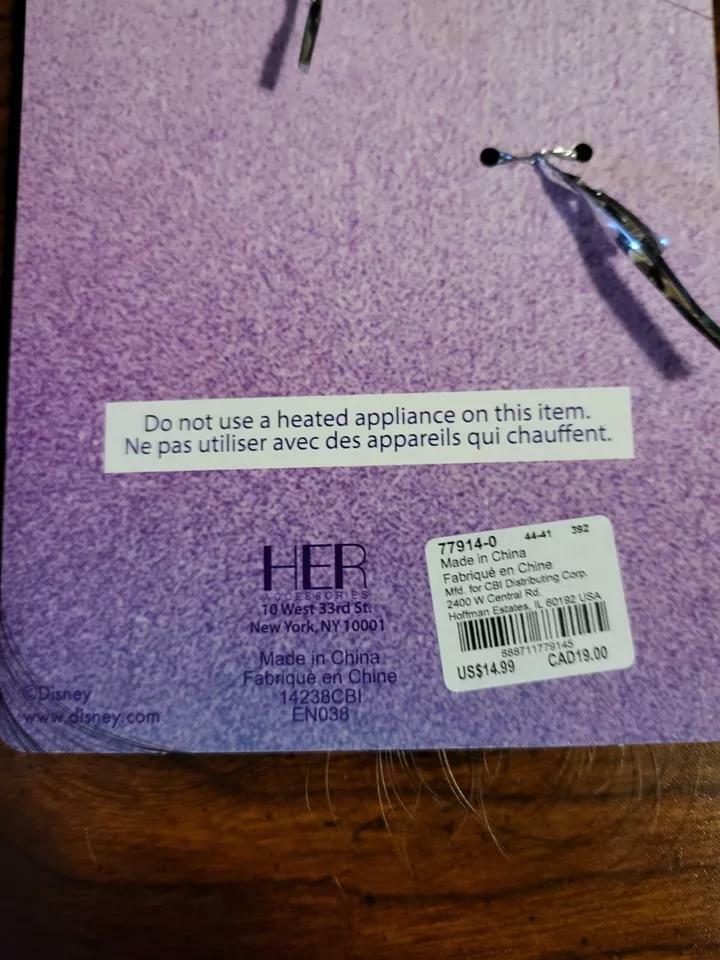 Do not use a heated appliance on this item.
Ne pas utiliser avec des appareils qui chauffent.
HER
ACCESSORIES
10 West 33rd St.
New York, NY 10001
Made in China
Fabriqué en Chine
14238CBI
EN038
©Disney
www.disney.com
77914-0 44-41 392
Made in China
Fabriqué en Chine
Mfd. for CBI Distributing Corp.
2400 W Central Rd.
Hoffman Estates, IL 60192 USA
888711779145
US$14.99 CAD19.00